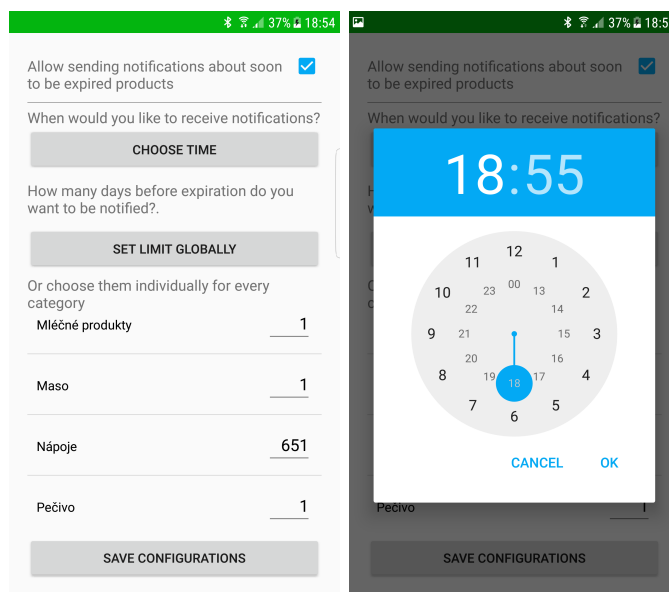 37% 18:54
Allow sending notifications about soon
to be expired products
When would you like to receive notifications?
CHOOSE TIME
How many days before expiration do you
want to be notified?.
SET LIMIT GLOBALLY
Or choose them individually for every
category
Mléčné produkty 1
Maso 1
Nápoje 651
Pečivo 1
SAVE CONFIGURATIONS
37% 18:5
Allow sending notifications about soon
to be expired products
When would you like to receive notifications?
18:55
12
11 1
00
23 13
10 2
22 14
9 21 15 3
20 16
8 19 17 4
18
7 5
6
CANCEL OK
Pečivo 1
SAVE CONFIGURATIONS